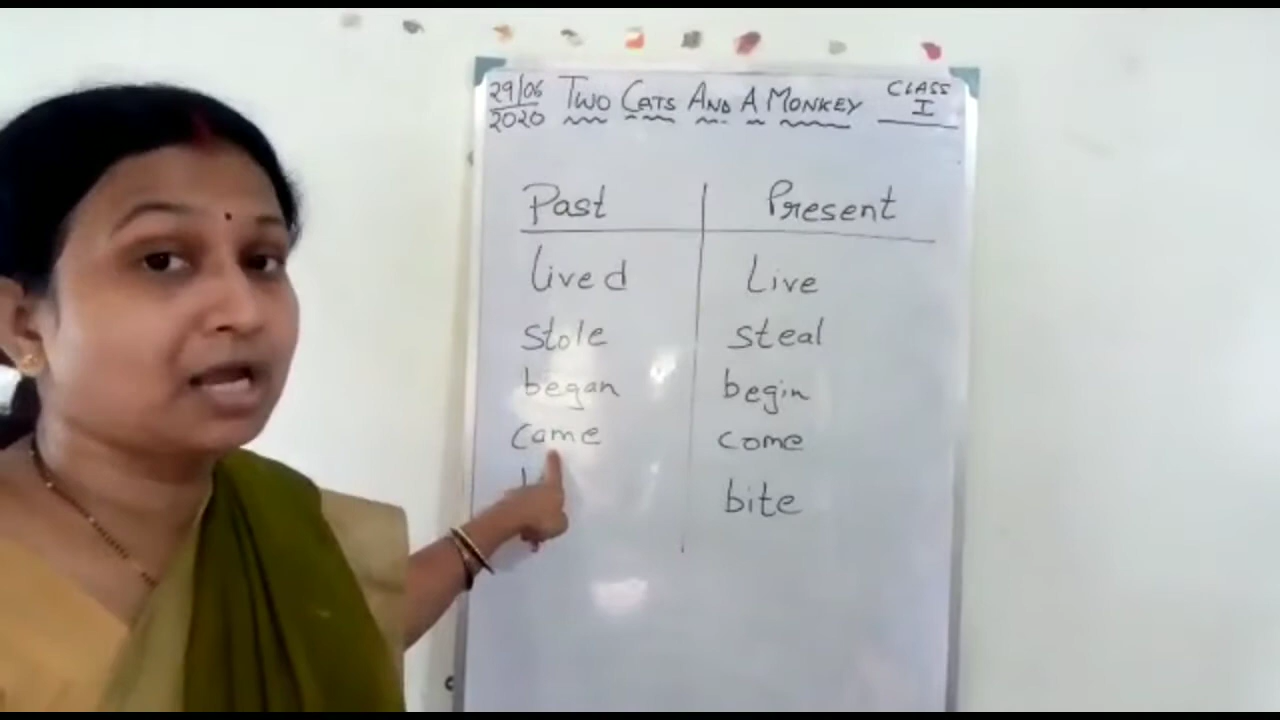 29/06
2020
TWO CATS AND A MONKEY
CLASS
I
Past Present
lived Live
stole steal
began begin
came come
bite